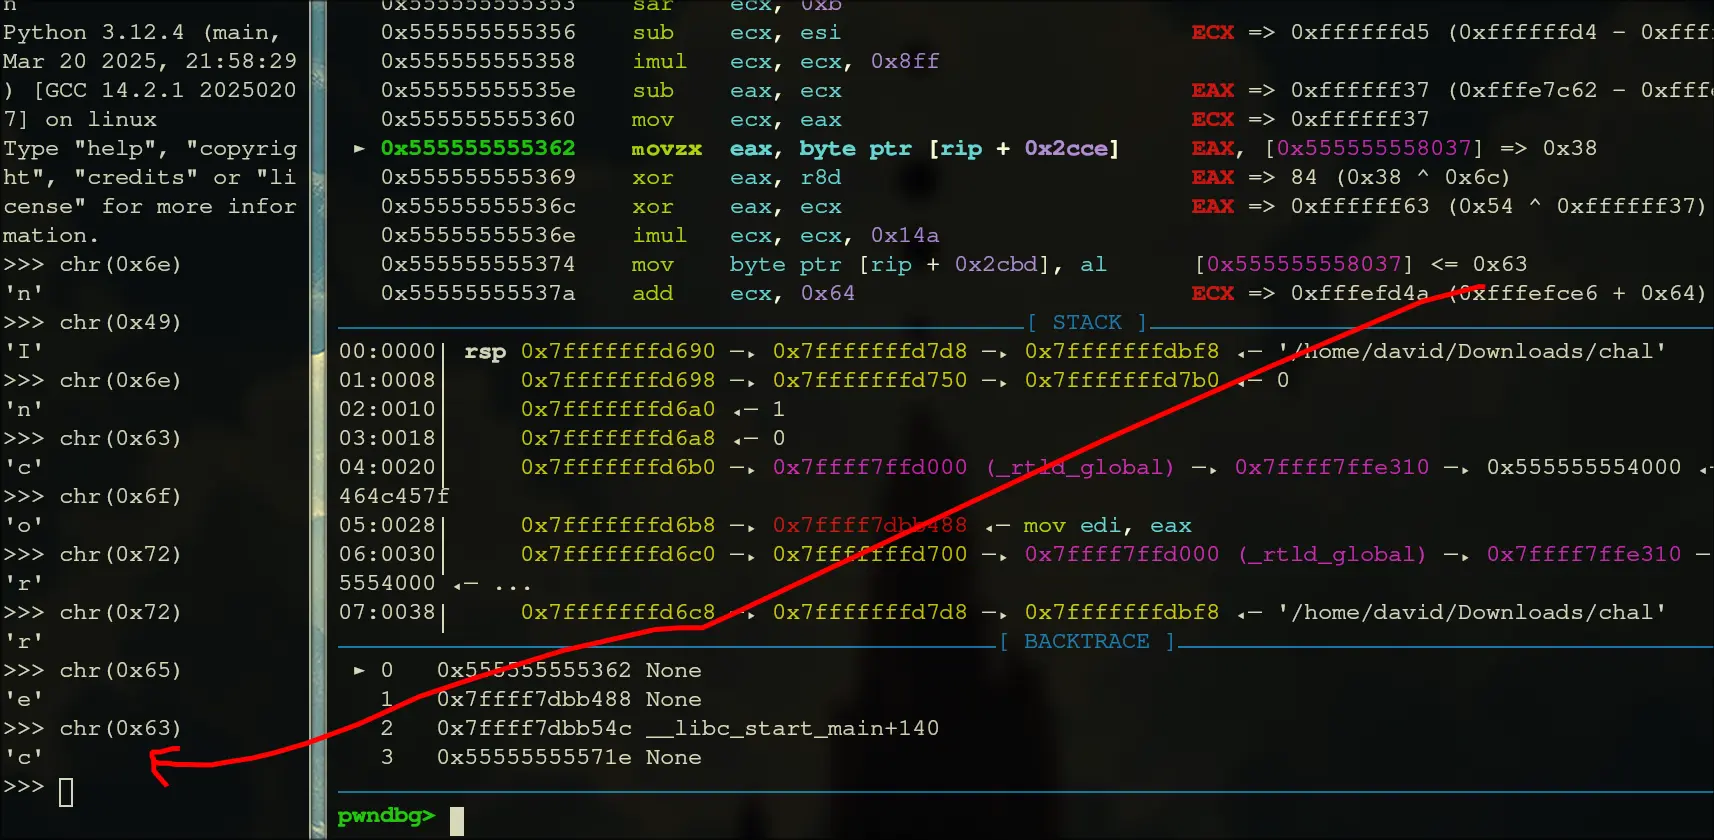 n
Python 3.12.4 (main,
Mar 20 2025, 21:58:29
) [GCC 14.2.1 2025020
7] on linux
Type "help", "copyrig
ht", "credits" or "li
cense" for more infor
mation.
>>> chr(0x6e)
'n'
>>> chr(0x49)
'I'
>>> chr(0x6e)
'n'
>>> chr(0x63)
'c'
>>> chr(0x6f)
'o'
>>> chr(0x72)
'r'
>>> chr(0x72)
'r'
>>> chr(0x65)
'e'
>>> chr(0x63)
'c'
>>>
0x555555555353 sar ecx, 0xb
0x555555555356 sub ecx, esi ECX => 0xffffffd5 (0xffffffd4 - 0xfff
0x555555555358 imul ecx, ecx, 0x8ff
0x55555555535e sub eax, ecx EAX => 0xffffff37 (0xfffe7c62 - 0xfff
0x555555555360 mov ecx, eax ECX => 0xffffff37
► 0x555555555362 movzx eax, byte ptr [rip + 0x2cce] EAX, [0x555555558037] => 0x38
0x555555555369 xor eax, r8d EAX => 84 (0x38 ^ 0x6c)
0x55555555536c xor eax, ecx EAX => 0xffffff63 (0x54 ^ 0xffffff37)
0x55555555536e imul ecx, ecx, 0x14a
0x555555555374 mov byte ptr [rip + 0x2cbd], al [0x555555558037] <= 0x63
0x55555555537a add ecx, 0x64 ECX => 0xfffefd4a (0xfffefce6 + 0x64)
[ STACK ]
00:0000│ rsp 0x7fffffffd690 —▸ 0x7fffffffd7d8 —▸ 0x7fffffffdbf8 ◂— '/home/david/Downloads/chal'
01:0008│ 0x7fffffffd698 —▸ 0x7fffffffd750 —▸ 0x7fffffffd7b0 ◂— 0
02:0010│ 0x7fffffffd6a0 ◂— 1
03:0018│ 0x7fffffffd6a8 ◂— 0
04:0020│ 0x7fffffffd6b0 —▸ 0x7ffff7ffd000 (_rtld_global) —▸ 0x7ffff7ffe310 —▸ 0x555555554000 ◂—
464c457f
05:0028│ 0x7fffffffd6b8 —▸ 0x7ffff7dbb488 ◂— mov edi, eax
06:0030│ 0x7fffffffd6c0 —▸ 0x7fffffffd700 —▸ 0x7ffff7ffd000 (_rtld_global) —▸ 0x7ffff7ffe310 —
5554000 ◂— ...
07:0038│ 0x7fffffffd6c8 —▸ 0x7fffffffd7d8 —▸ 0x7fffffffdbf8 ◂— '/home/david/Downloads/chal'
[ BACKTRACE ]
► 0 0x555555555362 None
1 0x7ffff7dbb488 None
2 0x7ffff7dbb54c __libc_start_main+140
3 0x55555555571e None
pwndbg>